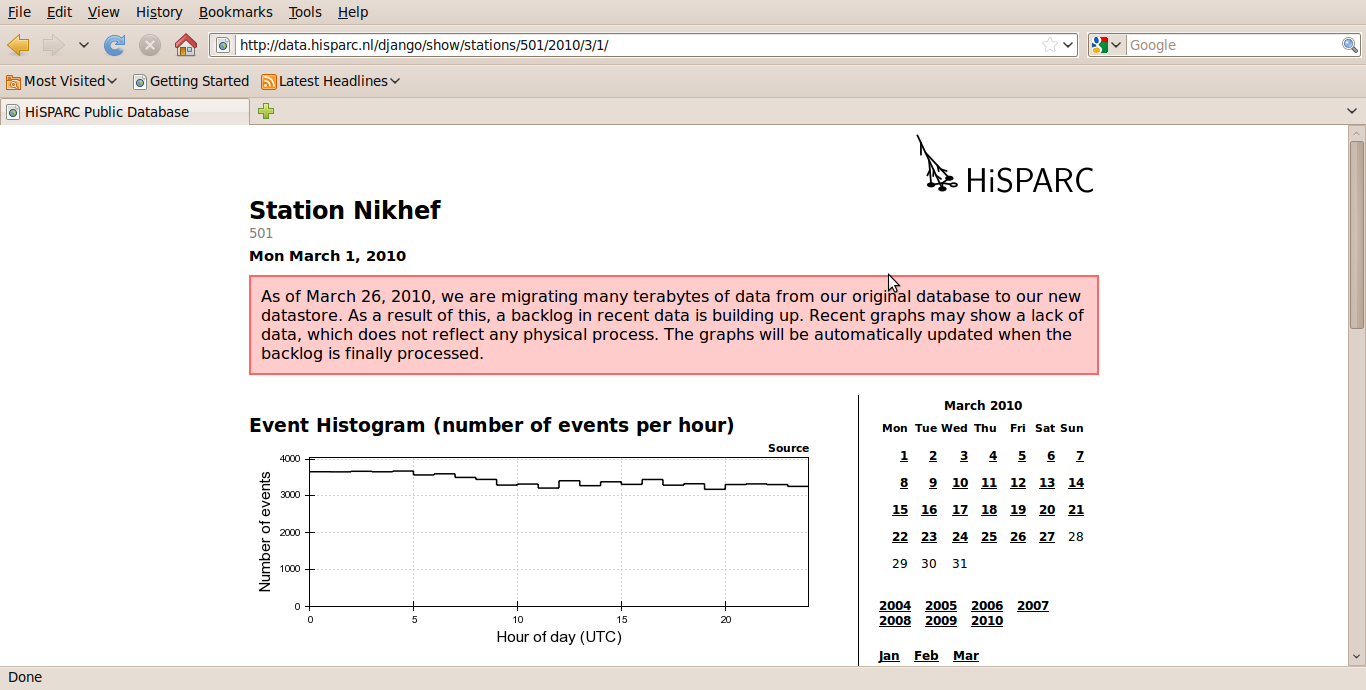 File Edit View History Bookmarks Tools Help
http://data.hisparc.nl/django/show/stations/501/2010/3/1/
Google
Most Visited Getting Started Latest Headlines
HiSPARC Public Database
HiSPARC
Station Nikhef
501
Mon March 1, 2010
As of March 26, 2010, we are migrating many terabytes of data from our original database to our new
datastore. As a result of this, a backlog in recent data is building up. Recent graphs may show a lack of
data, which does not reflect any physical process. The graphs will be automatically updated when the
backlog is finally processed.
Event Histogram (number of events per hour)
Source
Number of events
4000
3000
2000
1000
0
0 5 10 15 20
Hour of day (UTC)
March 2010
Mon Tue Wed Thu Fri Sat Sun
1 2 3 4 5 6 7
8 9 10 11 12 13 14
15 16 17 18 19 20 21
22 23 24 25 26 27 28
29 30 31
2004 2005 2006 2007
2008 2009 2010
Jan Feb Mar
Done